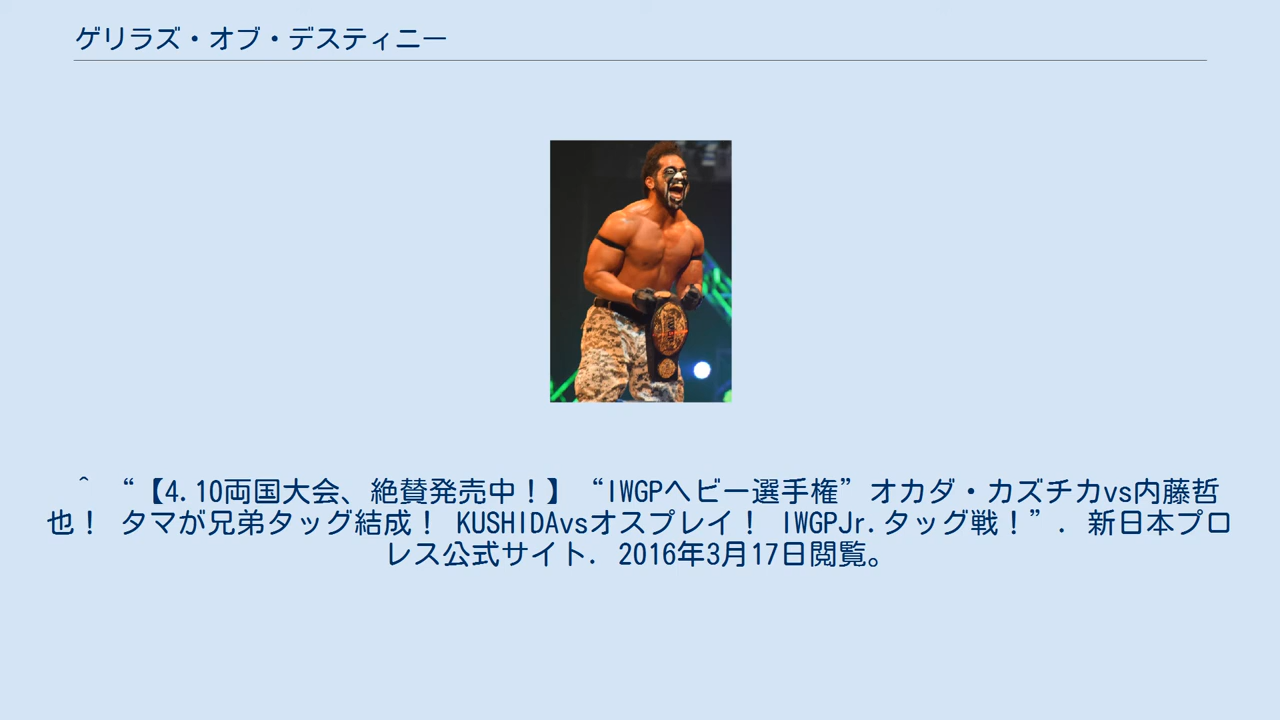 ゲリラズ・オブ・デスティニー
^ “【4.10両国大会、絶賛発売中！】“IWGPヘビー選手権”オカダ・カズチカvs内藤哲
也！ タマが兄弟タッグ結成！ KUSHIDAvsオスプレイ！ IWGPJr.タッグ戦！”. 新日本プロ
レス公式サイト. 2016年3月17日閲覧。